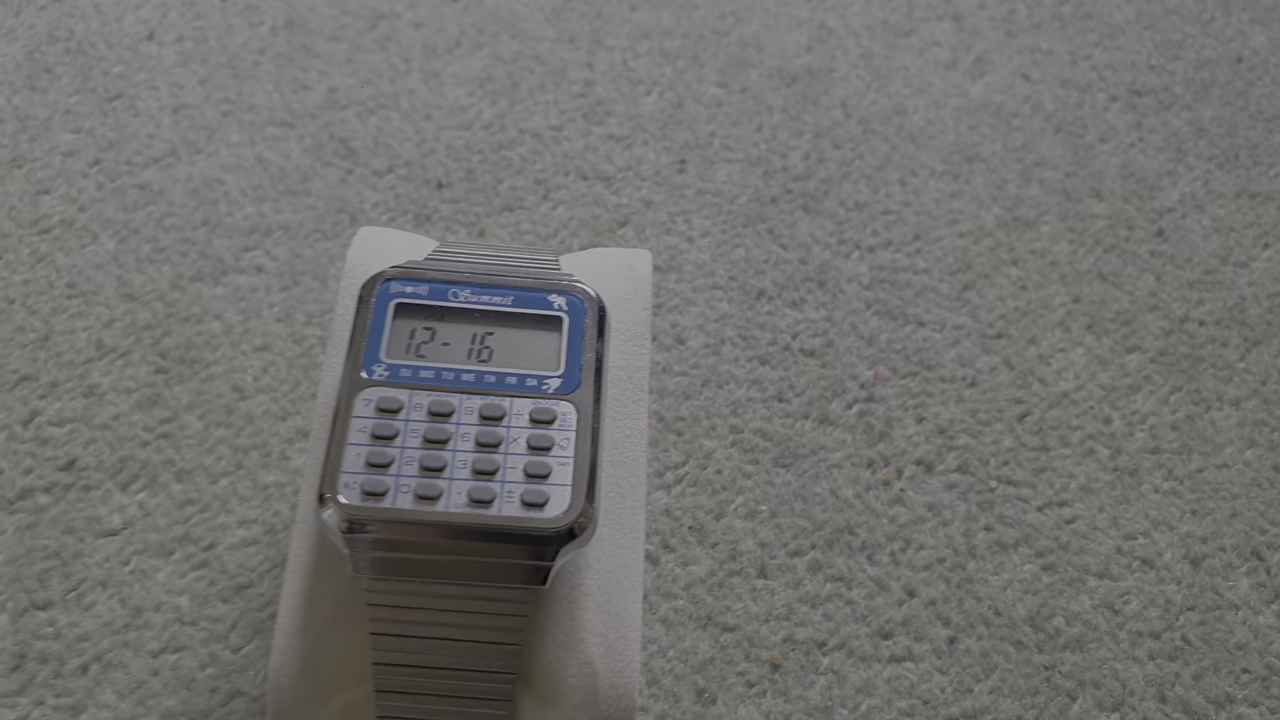 Summit
12-16
SU MO TU WE TH FR SA
7 8 9 ÷
4 5 6 ×
1 2 3 −
AC 0 · ±